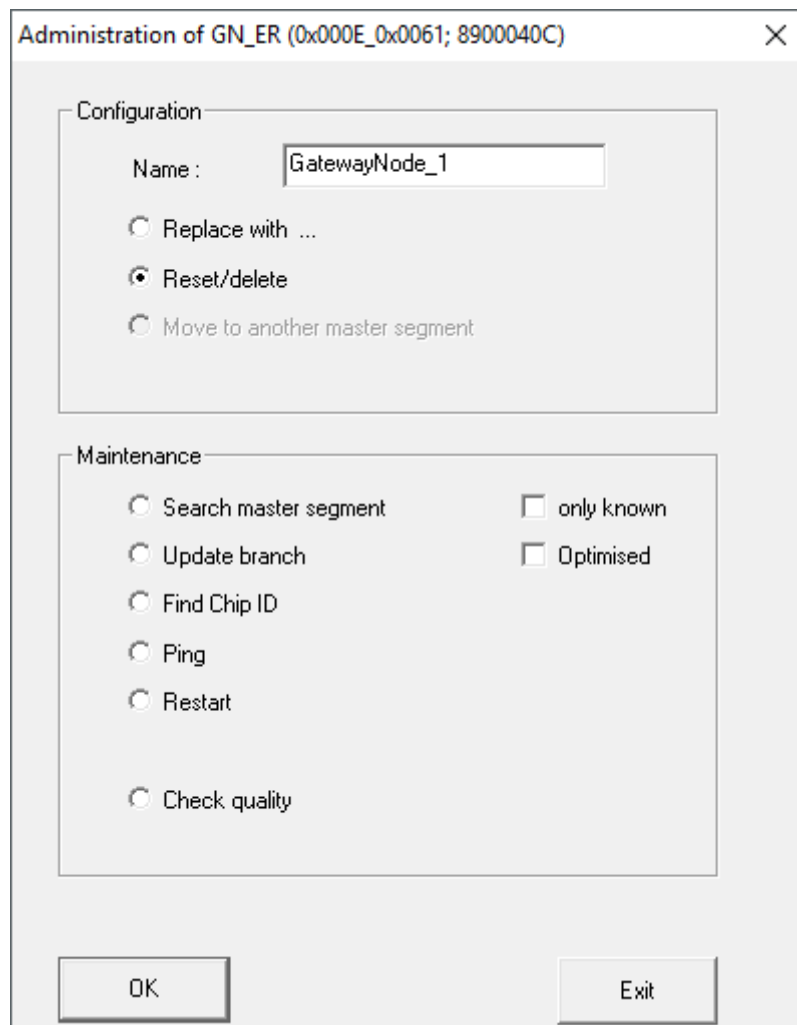 Administration of GN_ER (0x000E_0x0061; 8900040C)
Configuration
Name : GatewayNode_1
Replace with ...
Reset/delete
Move to another master segment
Maintenance
Search master segment only known
Update branch Optimised
Find Chip ID
Ping
Restart
Check quality
OK Exit